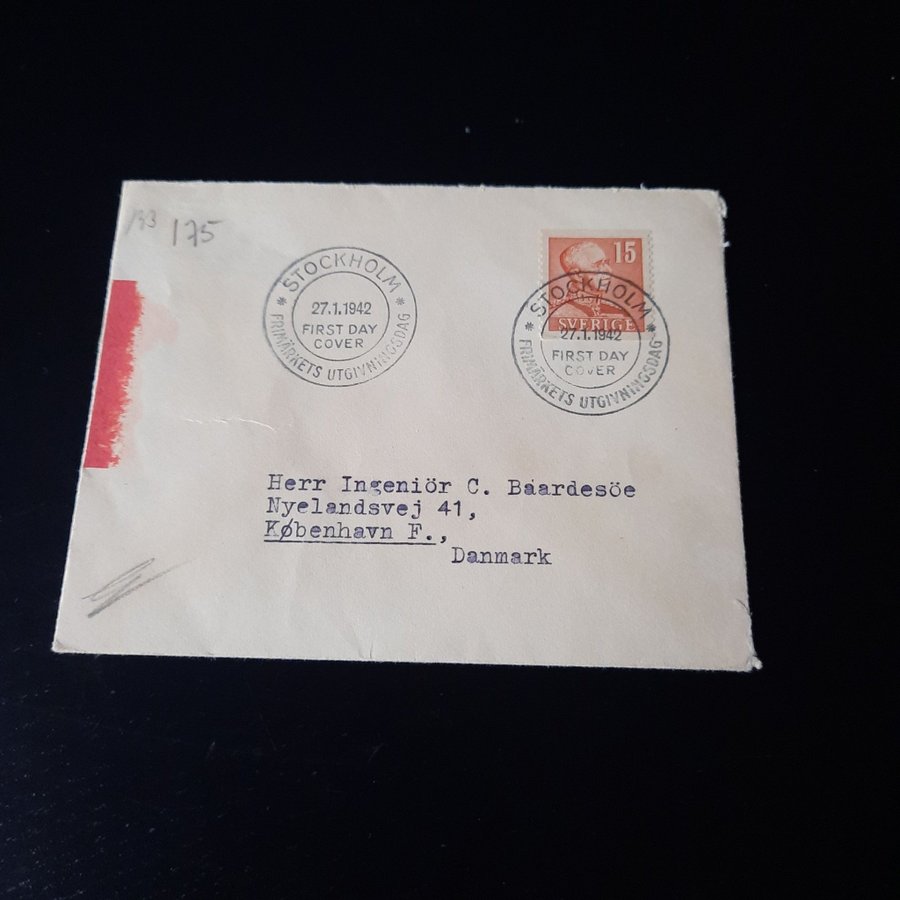 175
STOCKHOLM
27.1.1942
FIRST DAY
COVER
FRIMÄRKETS UTGIVNINGSDAG
15
SVERIGE
STOCKHOLM
27.1.1942
FIRST DAY
COVER
FRIMÄRKETS UTGIVNINGSDAG
Herr Ingeniör C. Baardesöe
Nyelandsvej 41,
København F.,
Danmark